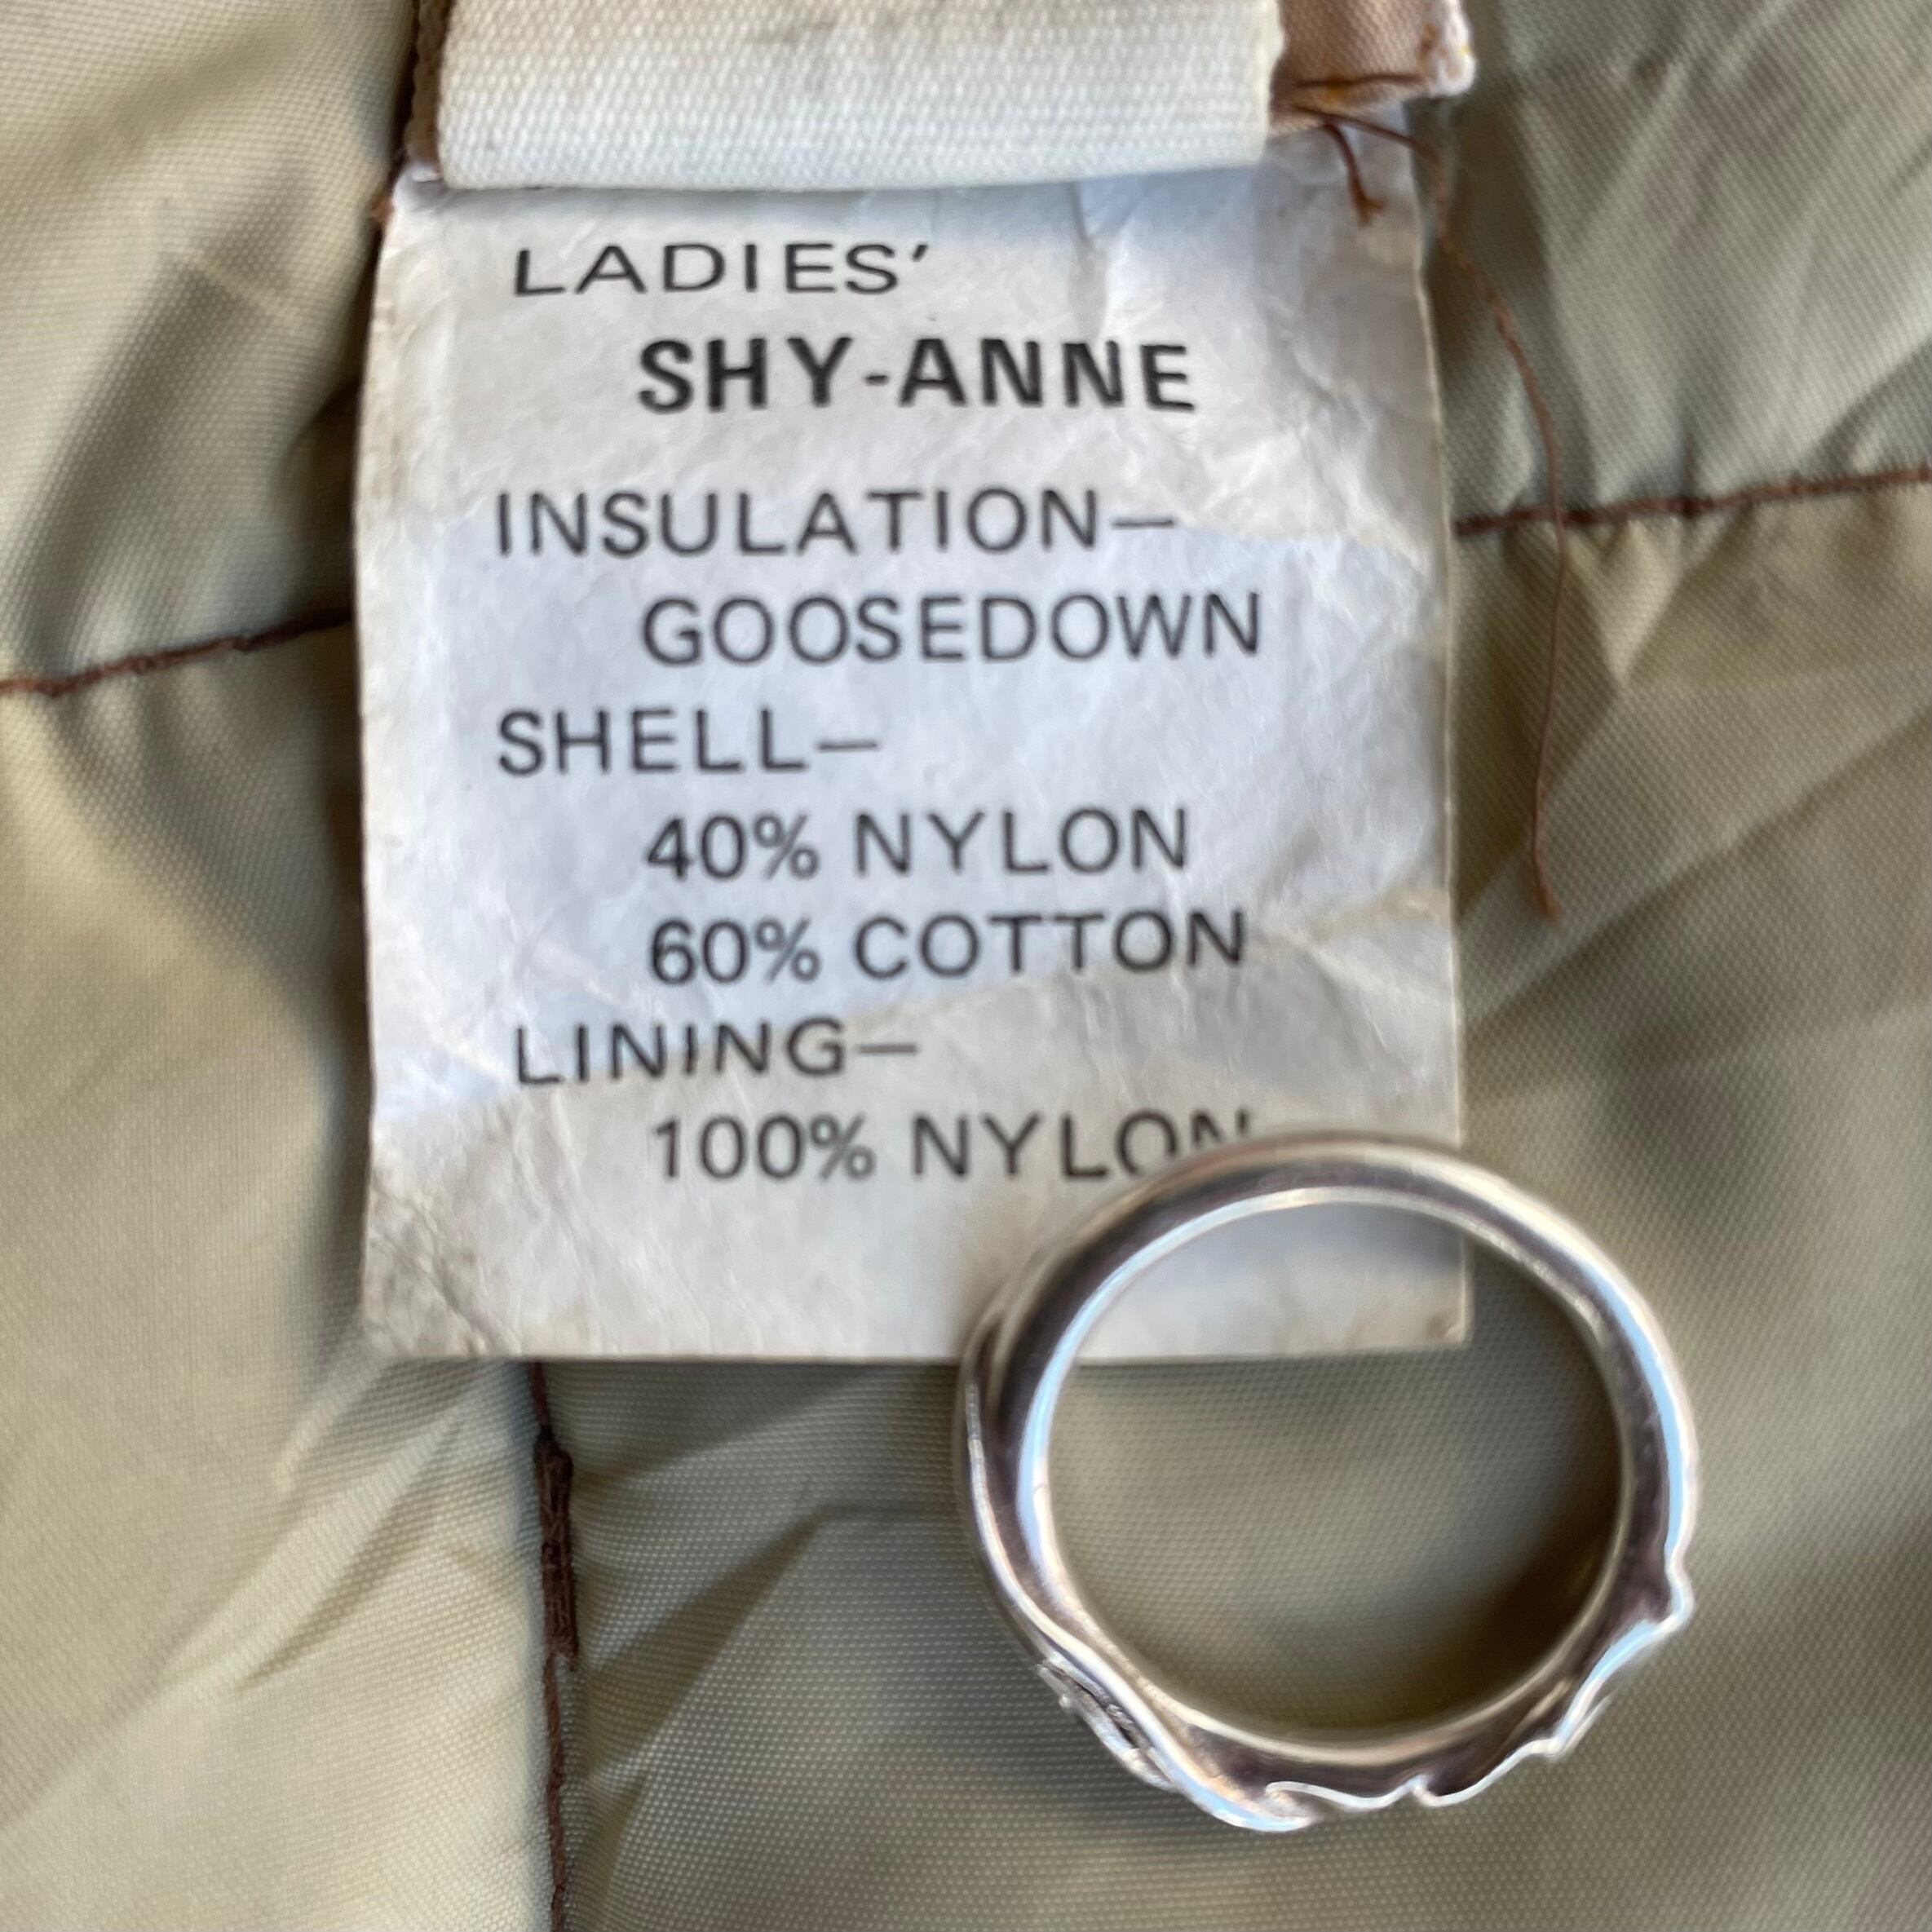 LADIES'
SHY-ANNE
INSULATION—
GOOSEDOWN
SHELL—
40% NYLON
60% COTTON
LINING—
100% NYLON